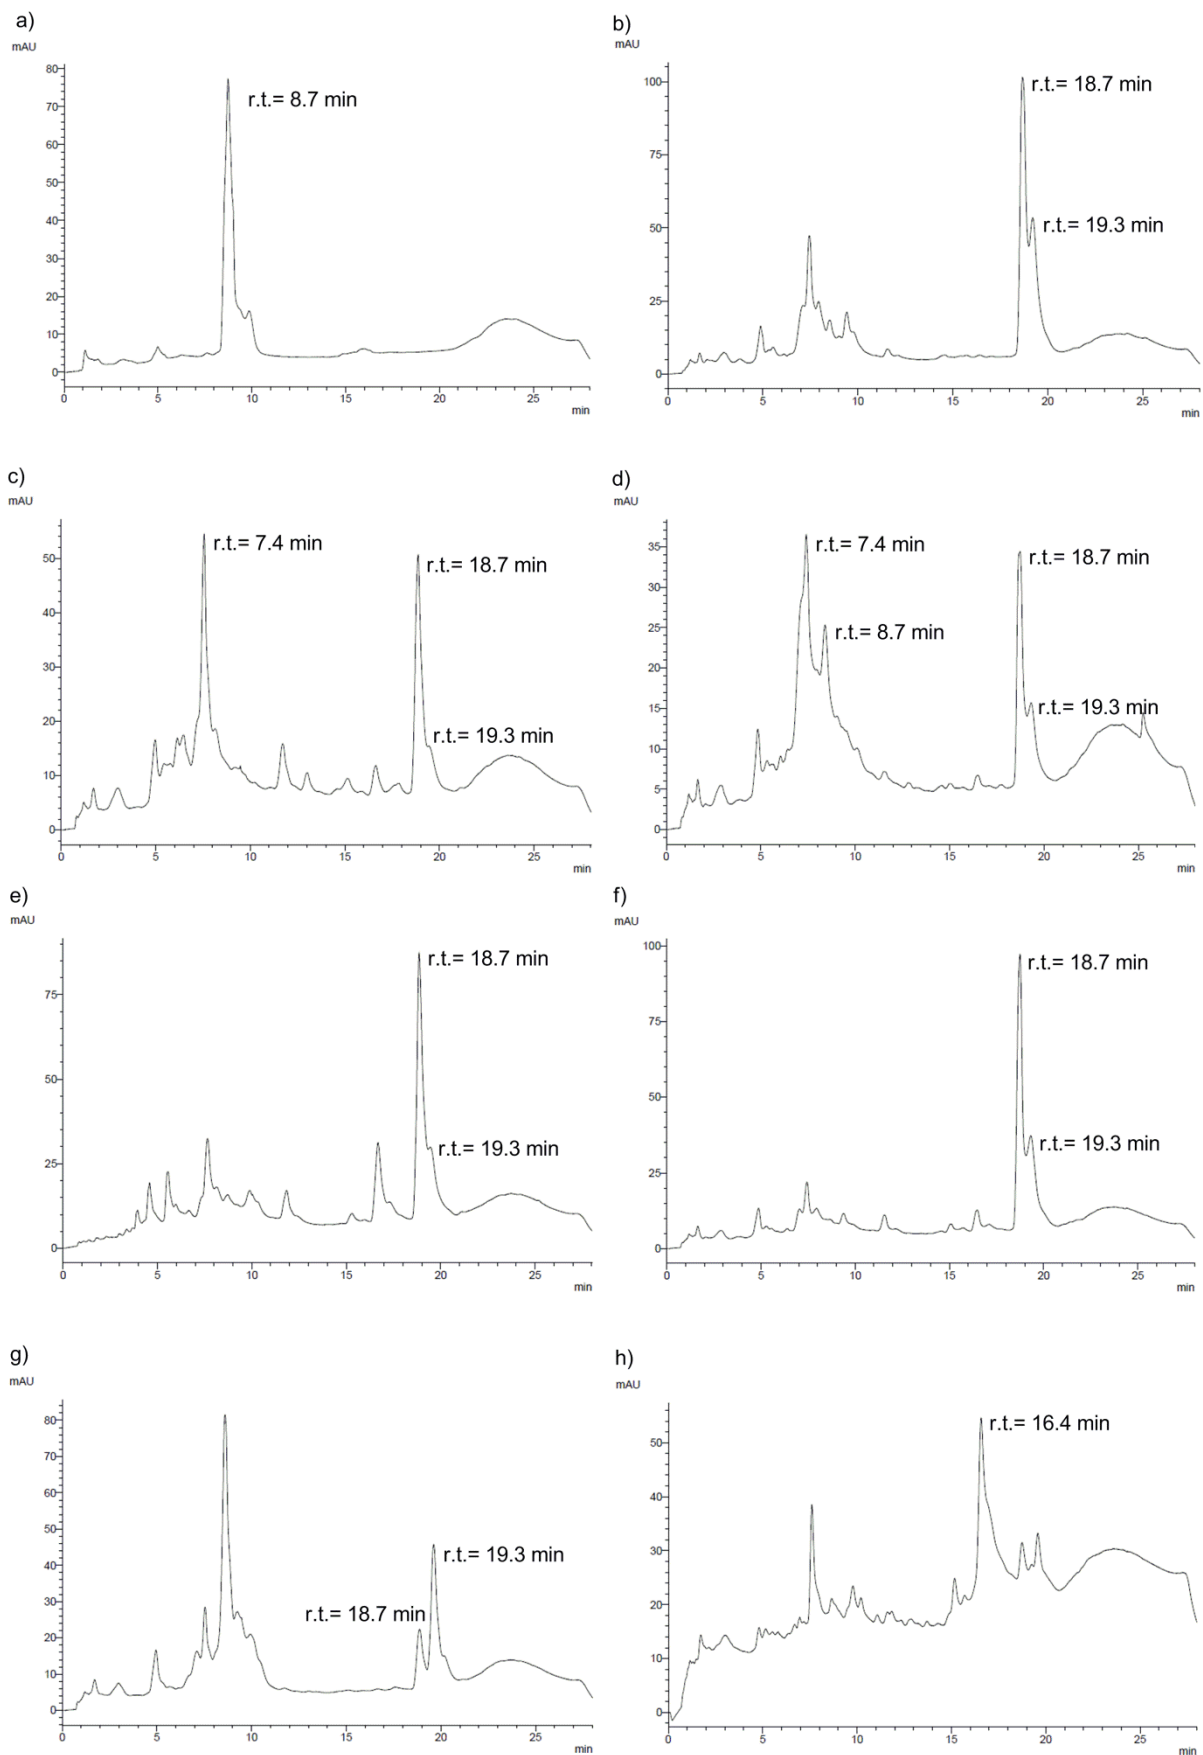 a)
mAU
80
70
60
50
40
30
20
10
0
r.t.= 8.7 min
0 5 10 15 20 25
min
b)
mAU
100
75
50
25
0
r.t.= 18.7 min
r.t.= 19.3 min
0 5 10 15 20 25
min
c)
mAU
50
40
30
20
10
0
r.t.= 7.4 min
r.t.= 18.7 min
r.t.= 19.3 min
0 5 10 15 20 25
min
d)
mAU
35
30
25
20
15
10
5
0
r.t.= 7.4 min
r.t.= 18.7 min
r.t.= 8.7 min
r.t.= 19.3 min
0 5 10 15 20 25
min
e)
mAU
75
50
25
0
r.t.= 18.7 min
r.t.= 19.3 min
0 5 10 15 20 25
min
f)
mAU
100
75
50
25
0
r.t.= 18.7 min
r.t.= 19.3 min
0 5 10 15 20 25
min
g)
mAU
80
70
60
50
40
30
20
10
0
r.t.= 19.3 min
r.t.= 18.7 min
0 5 10 15 20 25
min
h)
mAU
50
40
30
20
10
0
r.t.= 16.4 min
0 5 10 15 20 25
min